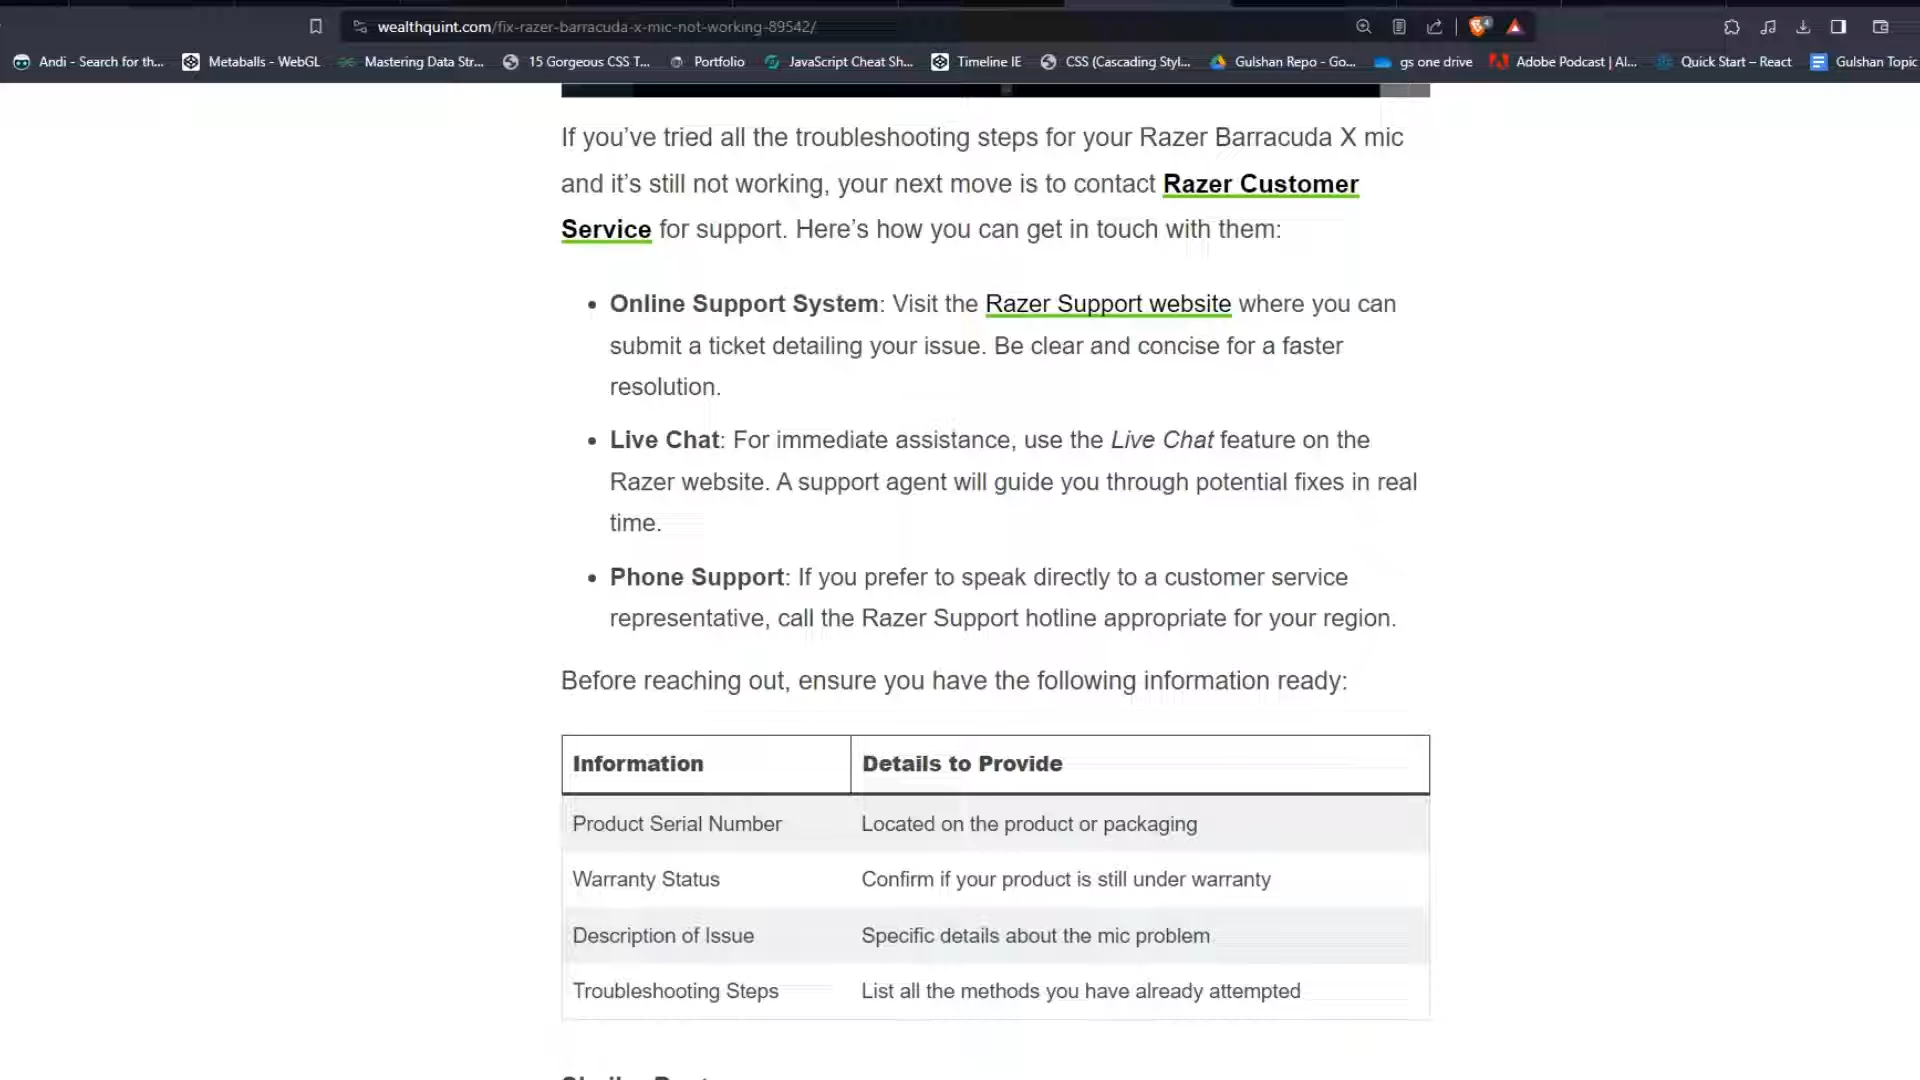 wealthquint.com/fix-razer-barracuda-x-mic-not-working-89542/
4
Andi - Search for th... Metaballs - WebGL Mastering Data Str... 15 Gorgeous CSS T... Portfolio JavaScript Cheat Sh... Timeline IE CSS (Cascading Styl... Gulshan Repo - Go... gs one drive Adobe Podcast | AI... Quick Start – React Gulshan Topic
If you’ve tried all the troubleshooting steps for your Razer Barracuda X mic
and it’s still not working, your next move is to contact Razer Customer
Service for support. Here’s how you can get in touch with them:
• Online Support System: Visit the Razer Support website where you can
submit a ticket detailing your issue. Be clear and concise for a faster
resolution.
• Live Chat: For immediate assistance, use the Live Chat feature on the
Razer website. A support agent will guide you through potential fixes in real
time.
• Phone Support: If you prefer to speak directly to a customer service
representative, call the Razer Support hotline appropriate for your region.
Before reaching out, ensure you have the following information ready:
Information Details to Provide
Product Serial Number Located on the product or packaging
Warranty Status Confirm if your product is still under warranty
Description of Issue Specific details about the mic problem
Troubleshooting Steps List all the methods you have already attempted